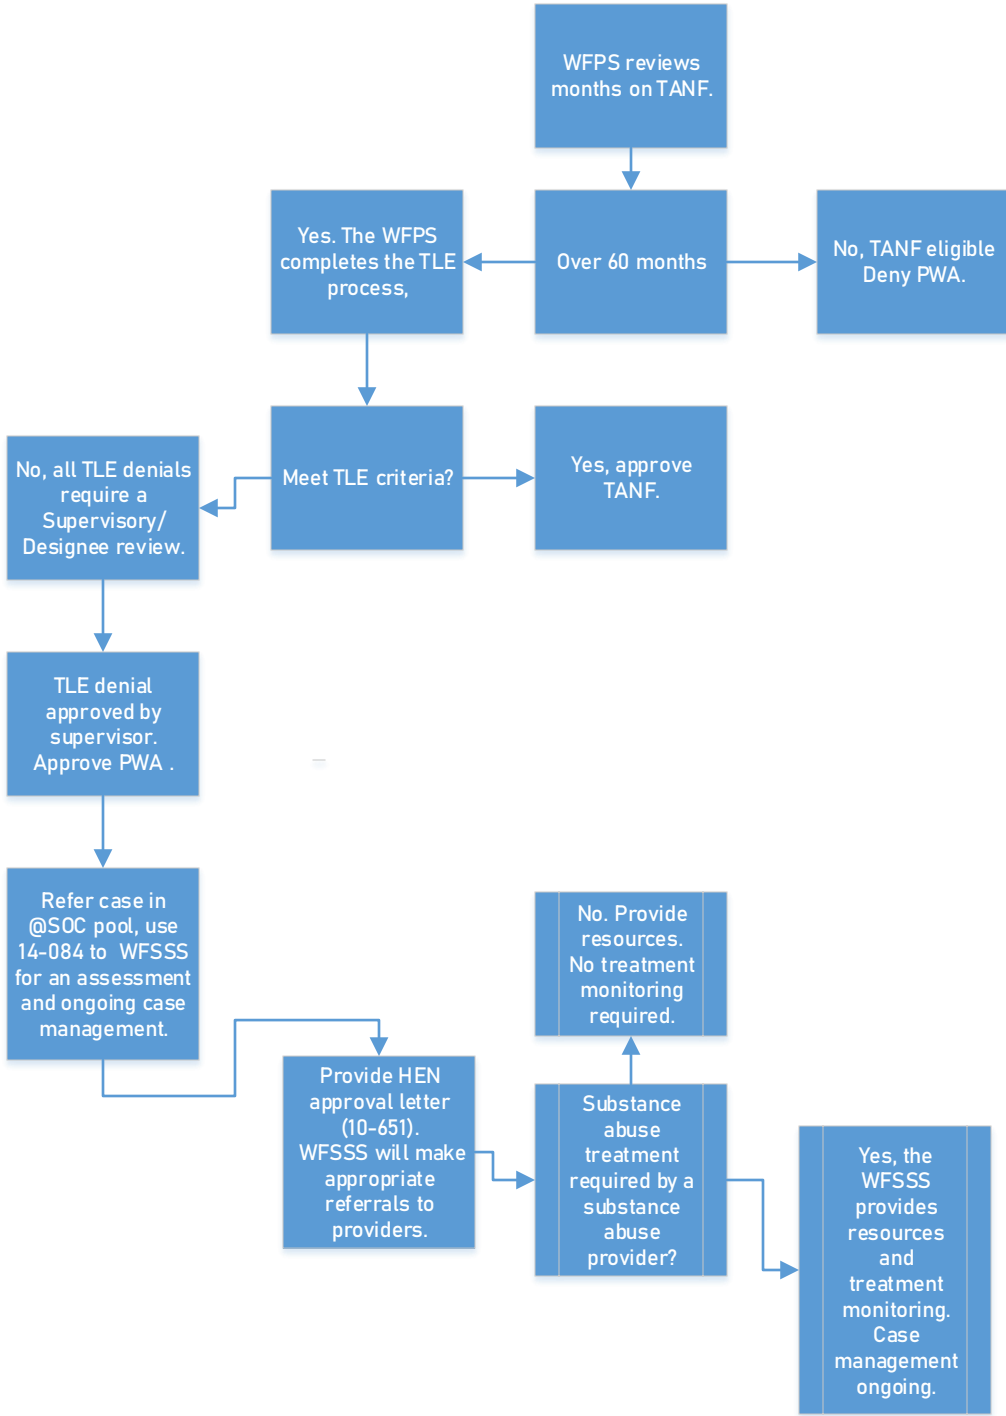 WFPS reviews
months on TANF.
Yes. The WFPS
completes the TLE
process,
Over 60 months
No, TANF eligible
Deny PWA.
No, all TLE denials
require a
Supervisory/
Designee review.
Meet TLE criteria?
Yes, approve
TANF.
TLE denial
approved by
supervisor.
Approve PWA .
Refer case in
@SOC pool, use
14-084 to WFSSS
for an assessment
and ongoing case
management.
Provide HEN
approval letter
(10-651).
WFSSS will make
appropriate
referrals to
providers.
No. Provide
resources.
No treatment
monitoring
required.
Substance
abuse
treatment
required by a
substance
abuse
provider?
Yes, the
WFSSS
provides
resources
and
treatment
monitoring.
Case
management
ongoing.